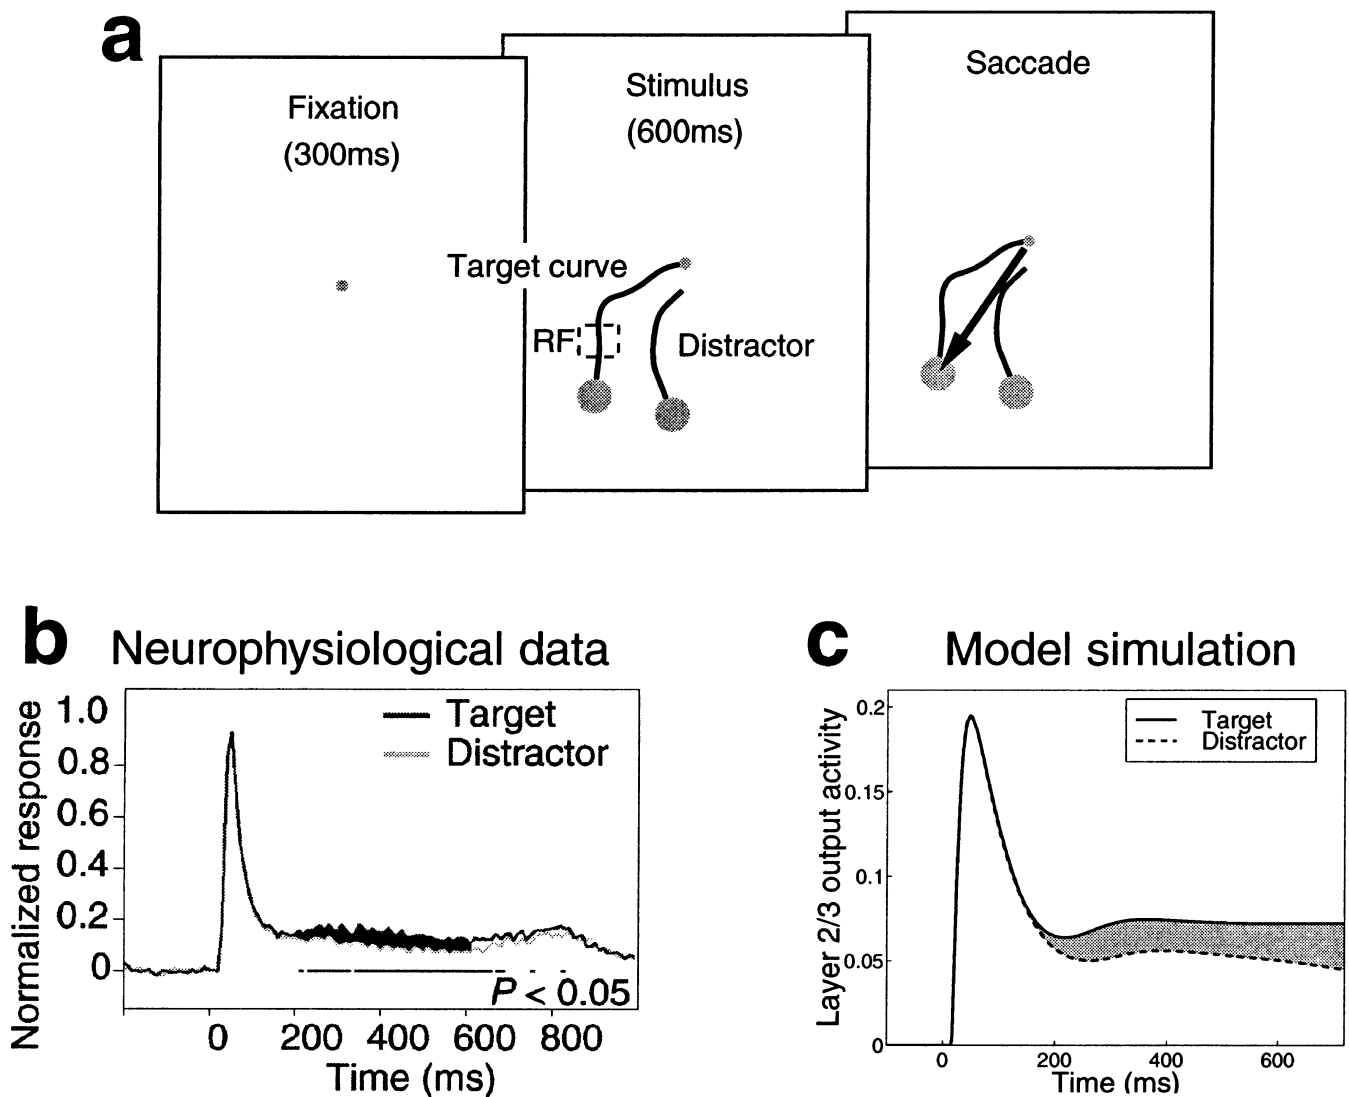 a
Fixation
(300ms)
Stimulus
(600ms)
Saccade
Target curve
RF
Distractor
b Neurophysiological data
Normalized response
1.0
0.8
0.6
0.4
0.2
0
Target
Distractor
P < 0.05
0 200 400 600 800
Time (ms)
c Model simulation
Layer 2/3 output activity
0.2
0.15
0.1
0.05
0
Target
Distractor
0 200 400 600
Time (ms)